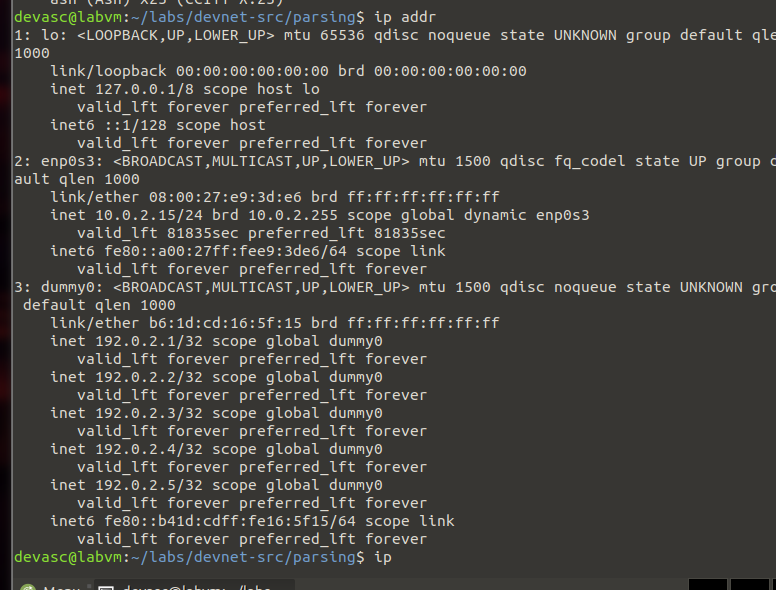 ash (Ash) X25 (CCITT X.25)
devasc@labvm:~/labs/devnet-src/parsing$ ip addr
1: lo: <LOOPBACK,UP,LOWER_UP> mtu 65536 qdisc noqueue state UNKNOWN group default qle
1000
link/loopback 00:00:00:00:00:00 brd 00:00:00:00:00:00
inet 127.0.0.1/8 scope host lo
valid_lft forever preferred_lft forever
inet6 ::1/128 scope host
valid_lft forever preferred_lft forever
2: enp0s3: <BROADCAST,MULTICAST,UP,LOWER_UP> mtu 1500 qdisc fq_codel state UP group
ault qlen 1000
link/ether 08:00:27:e9:3d:e6 brd ff:ff:ff:ff:ff:ff
inet 10.0.2.15/24 brd 10.0.2.255 scope global dynamic enp0s3
valid_lft 81835sec preferred_lft 81835sec
inet6 fe80::a00:27ff:fee9:3de6/64 scope link
valid_lft forever preferred_lft forever
3: dummy0: <BROADCAST,MULTICAST,UP,LOWER_UP> mtu 1500 qdisc noqueue state UNKNOWN gro
default qlen 1000
link/ether b6:1d:cd:16:5f:15 brd ff:ff:ff:ff:ff:ff
inet 192.0.2.1/32 scope global dummy0
valid_lft forever preferred_lft forever
inet 192.0.2.2/32 scope global dummy0
valid_lft forever preferred_lft forever
inet 192.0.2.3/32 scope global dummy0
valid_lft forever preferred_lft forever
inet 192.0.2.4/32 scope global dummy0
valid_lft forever preferred_lft forever
inet 192.0.2.5/32 scope global dummy0
valid_lft forever preferred_lft forever
inet6 fe80::b41d:cdff:fe16:5f15/64 scope link
valid_lft forever preferred_lft forever
devasc@labvm:~/labs/devnet-src/parsing$ ip
Menu devasc@labvm: ~/labs